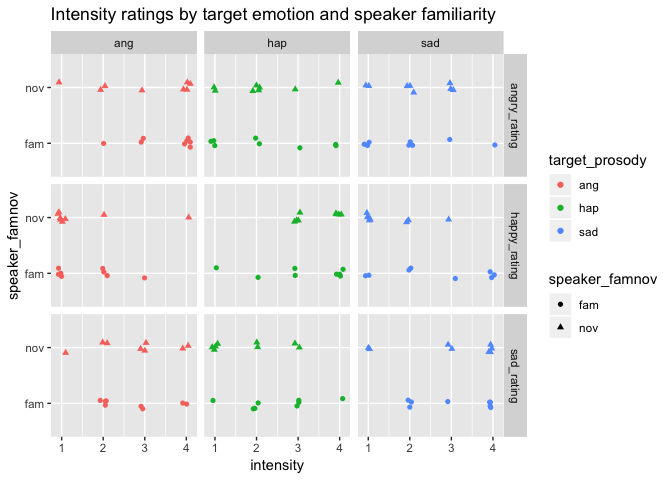 Intensity ratings by target emotion and speaker familiarity
ang hap sad
nov
fam
angry_rating
nov
fam
happy_rating
nov
fam
sad_rating
1 2 3 4 1 2 3 4 1 2 3 4
intensity
speaker_famnov
target_prosody
ang
hap
sad
speaker_famnov
fam
nov